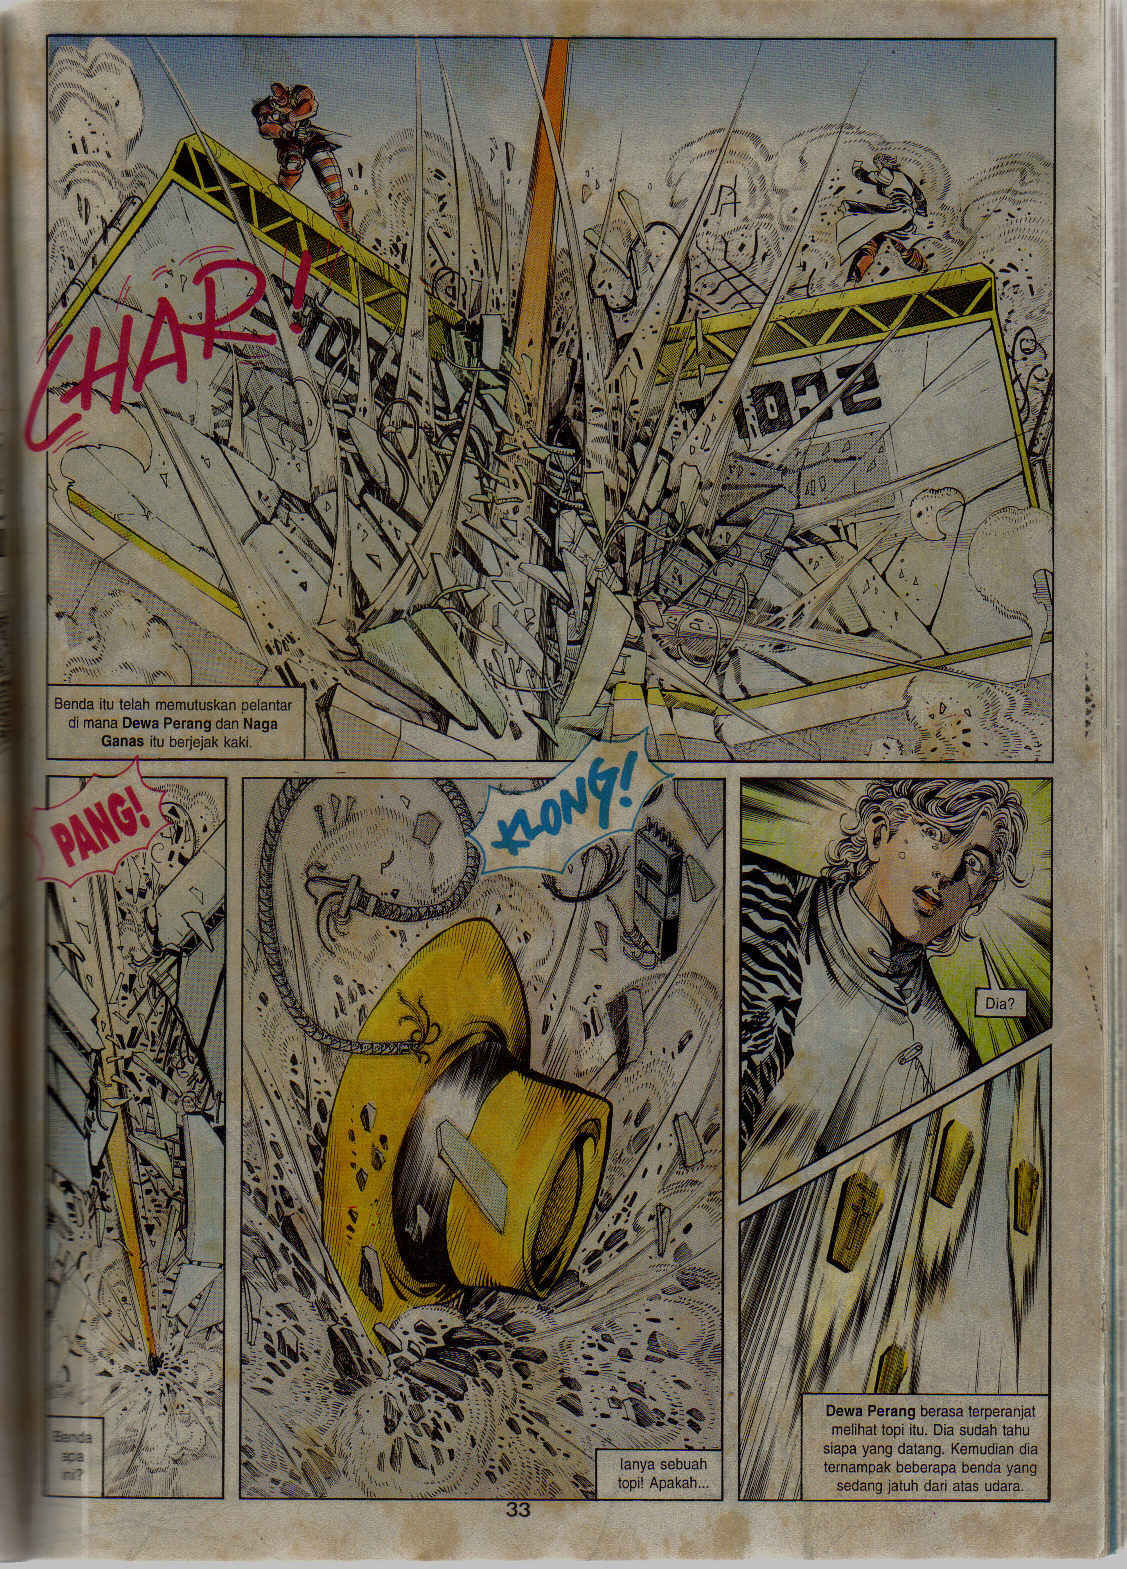 CHAR!
Benda itu telah memutuskan pelantar
di mana Dewa Perang dan Naga
Ganas itu berjejak kaki.
PANG!
Benda
apa
ini?
KLONG!
Ianya sebuah
topi! Apakah...
Dia?
Dewa Perang berasa terperanjat
melihat topi itu. Dia sudah tahu
siapa yang datang. Kemudian dia
ternampak beberapa benda yang
sedang jatuh dari atas udara.
33